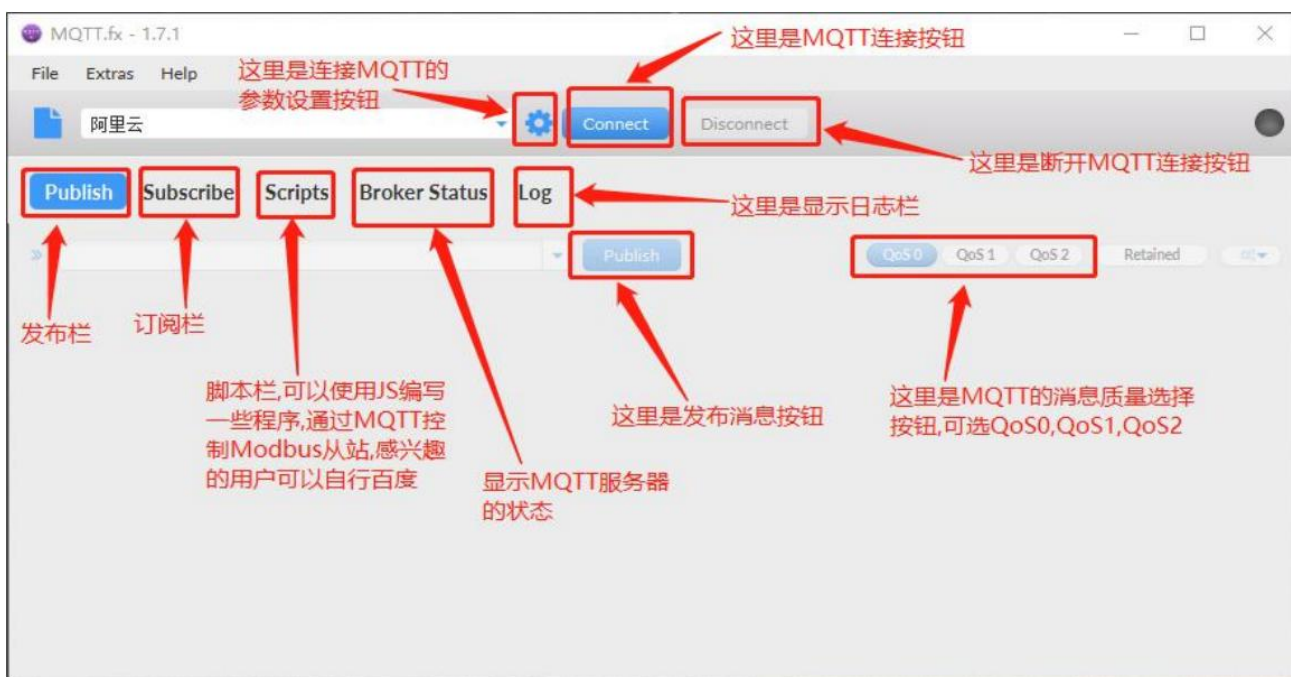 MQTT.fx - 1.7.1
这里是MQTT连接按钮
File Extras Help
这里是连接MQTT的
参数设置按钮
阿里云
Connect
Disconnect
这里是断开MQTT连接按钮
Publish
Subscribe
Scripts
Broker Status
Log
这里是显示日志栏
Publish
QoS 0
QoS 1
QoS 2
Retained
发布栏
订阅栏
脚本栏,可以使用JS编写
一些程序,通过MQTT控
制Modbus从站,感兴趣
的用户可以自行百度
显示MQTT服务器
的状态
这里是发布消息按钮
这里是MQTT的消息质量选择
按钮,可选QoS0,QoS1,QoS2